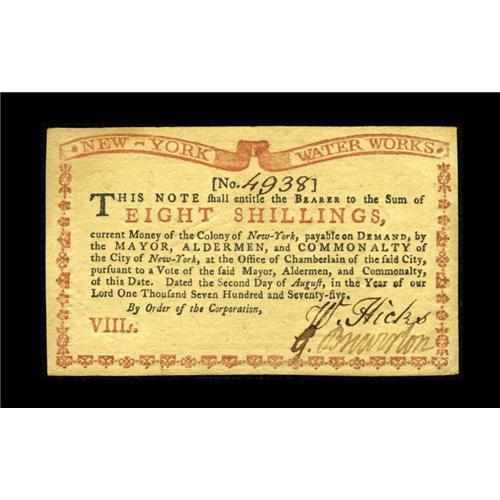 NEW-YORK WATER WORKS
[No. 4938]
THIS NOTE shall entitle the BEARER to the Sum of
EIGHT SHILLINGS,
current Money of the Colony of New-York, payable on DEMAND, by
the MAYOR, ALDERMEN, and COMMONALTY of
the City of New-York, at the Office of Chamberlain of the said City,
pursuant to a Vote of the said Mayor, Aldermen, and Commonalty,
of this Date. Dated the Second Day of August, in the Year of our
Lord One Thousand Seven Hundred and Seventy-five.
By Order of the Corporation,
W. Hicks
VIIIs.